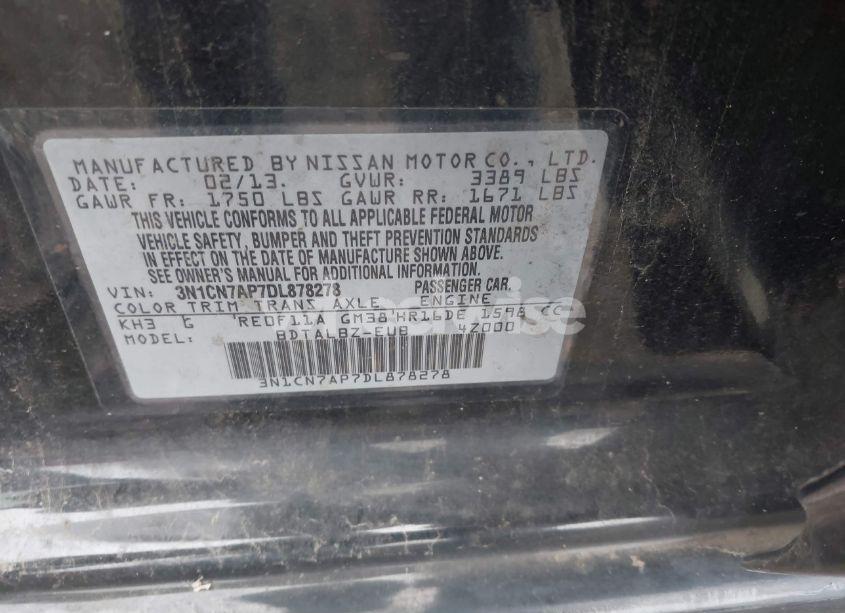 MANUFACTURED BY NISSAN MOTOR CO., LTD.
DATE: 02/13. GVWR: 3389 LBS
GAWR FR: 1750 LBS GAWR RR: 1671 LBS
THIS VEHICLE CONFORMS TO ALL APPLICABLE FEDERAL MOTOR
VEHICLE SAFETY, BUMPER AND THEFT PREVENTION STANDARDS
IN EFFECT ON THE DATE OF MANUFACTURE SHOWN ABOVE.
SEE OWNER'S MANUAL FOR ADDITIONAL INFORMATION.
VIN: 3N1CN7AP7DL878278 PASSENGER CAR.
COLOR TRIM TRANS AXLE ENGINE
KH3 G RE0F11A GM38 HR16DE 1598 CC
MODEL: BDTALBZ-EUB 4Z000
3N1CN7AP7DL878278